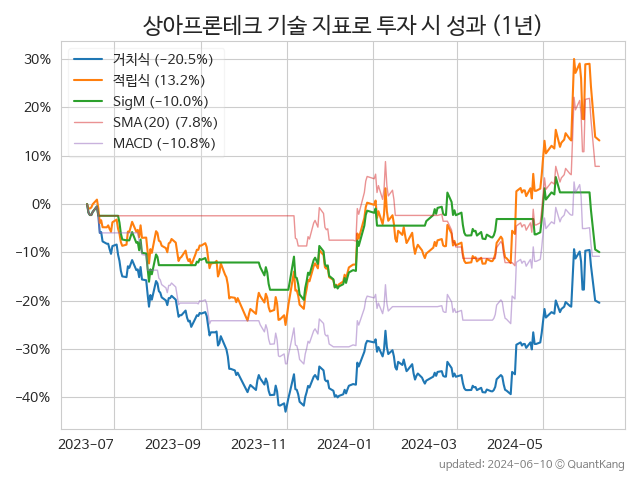 상아프론테크 기술 지표로 투자 시 성과 (1년)
30%
20%
10%
0%
−10%
−20%
−30%
−40%
거치식 (−20.5%)
적립식 (13.2%)
SigM (−10.0%)
SMA(20) (7.8%)
MACD (−10.8%)
2023-07
2023-09
2023-11
2024-01
2024-03
2024-05
updated: 2024-06-10 © QuantKang